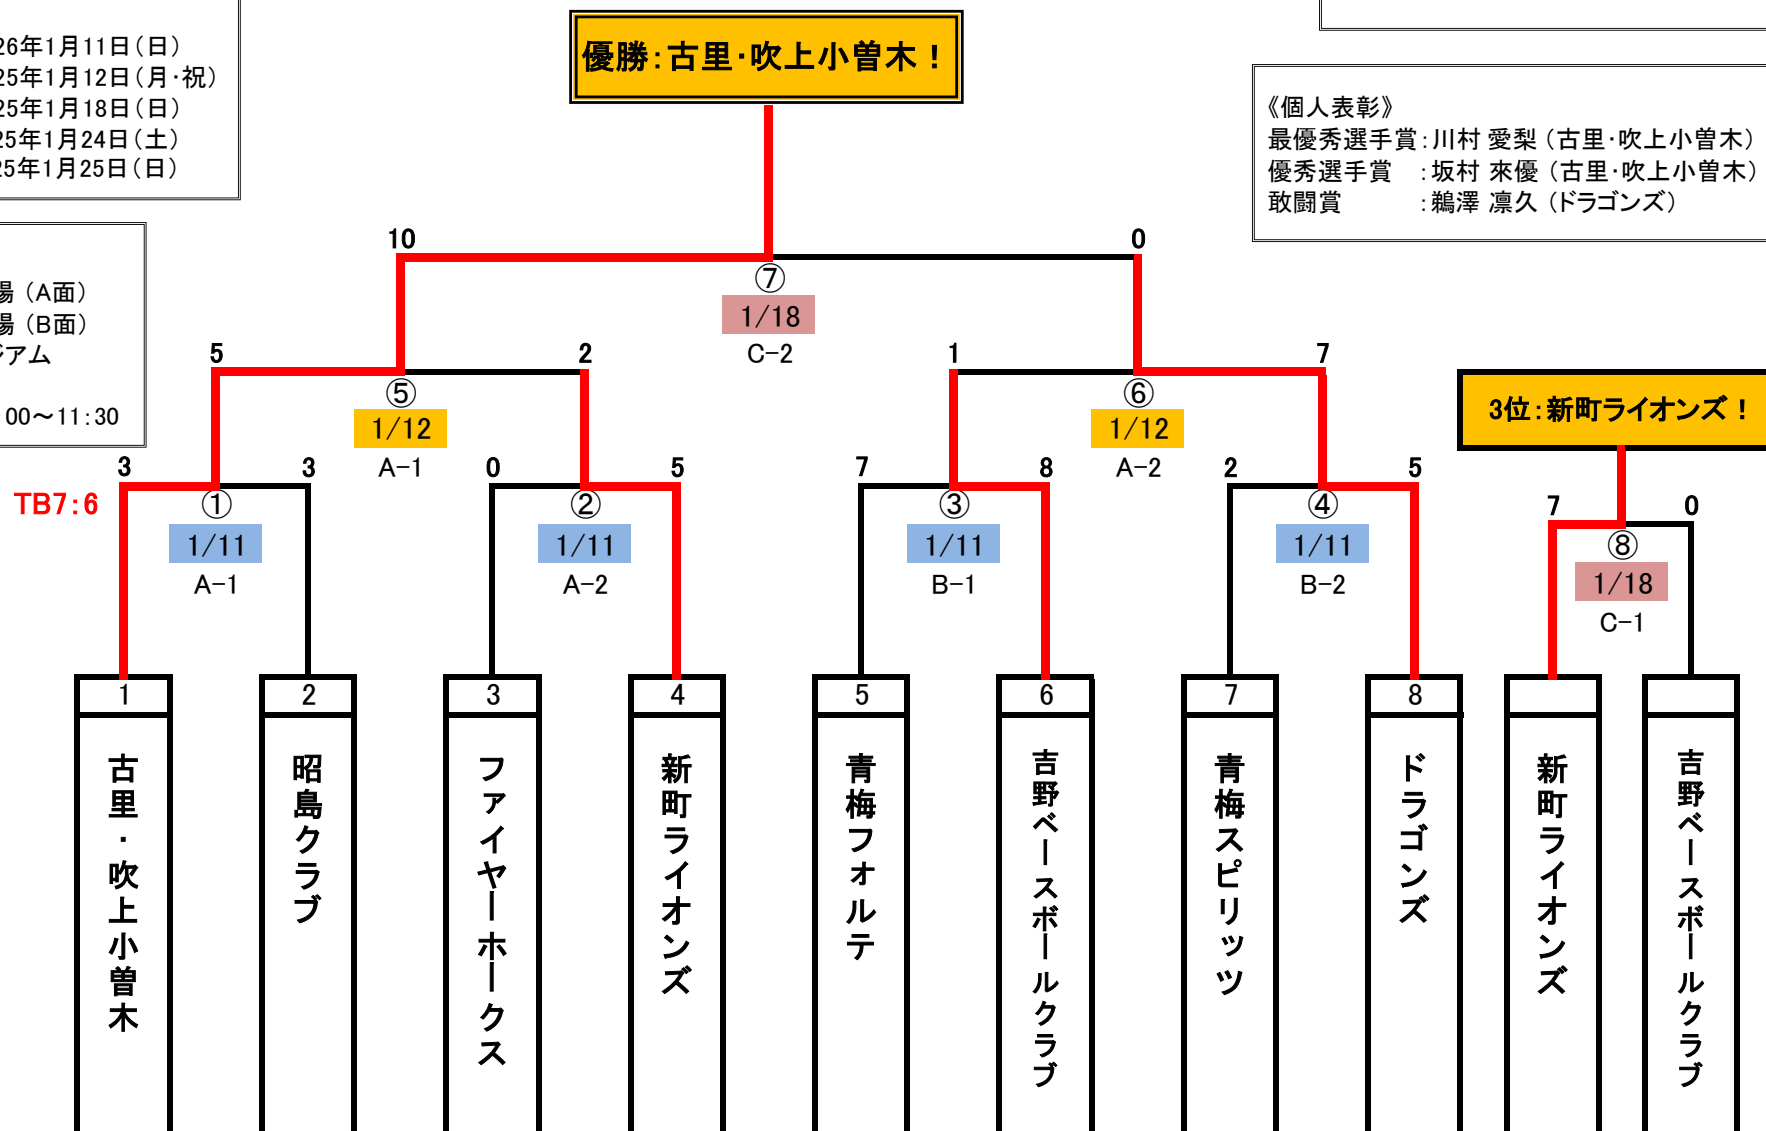 26年1月11日（日）
25年1月12日（月・祝）
25年1月18日（日）
25年1月24日（土）
25年1月25日（日）
優勝：古里・吹上小曽木！
《個人表彰》
最優秀選手賞：川村 愛梨（古里・吹上小曽木）
優秀選手賞　：坂村 來優（古里・吹上小曽木）
敢闘賞　　　：鵜澤 凛久（ドラゴンズ）
場（A面）
場（B面）
ジアム
00～11：30
10
0
⑦
1/18
C-2
5
2
1
7
⑤
1/12
A-1
⑥
1/12
A-2
3位：新町ライオンズ！
TB7:6
3
3
0
5
7
8
2
5
7
0
①
1/11
A-1
②
1/11
A-2
③
1/11
B-1
④
1/11
B-2
⑧
1/18
C-1
1
2
3
4
5
6
7
8
古里・吹上小曽木
昭島クラブ
ファイヤーホークス
新町ライオンズ
青梅フォルテ
吉野ベースボールクラブ
青梅スピリッツ
ドラゴンズ
新町ライオンズ
吉野ベースボールクラブ